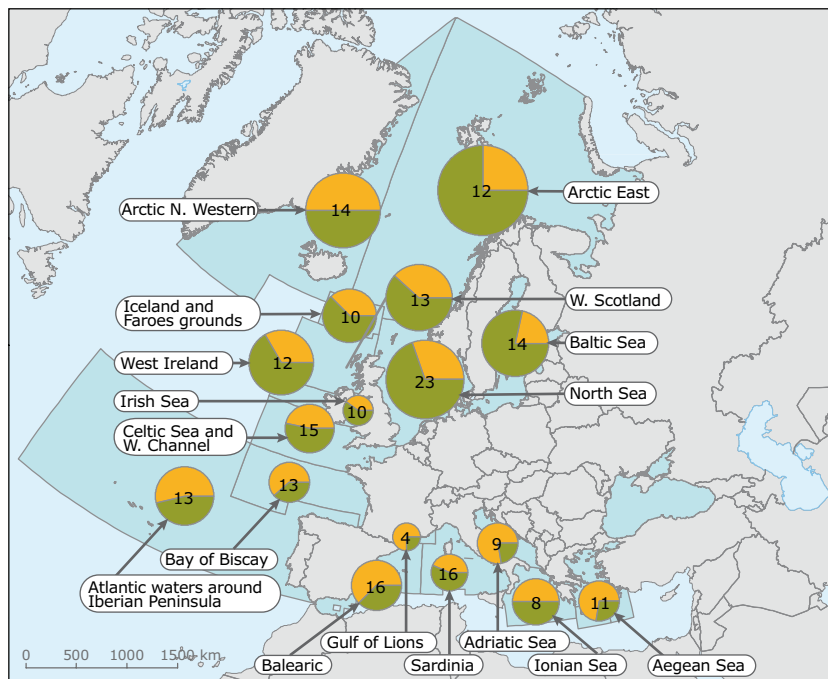 12
Arctic East
Arctic N. Western
14
Iceland and
Faroes grounds
10
13
W. Scotland
West Ireland
12
14
Baltic Sea
23
North Sea
Irish Sea
10
Celtic Sea and
W. Channel
15
13
13
Bay of Biscay
Atlantic waters around
Iberian Peninsula
4
9
16
16
8
11
Gulf of Lions
Adriatic Sea
Balearic
Sardinia
Ionian Sea
Aegean Sea
0 500 1000 1500 km